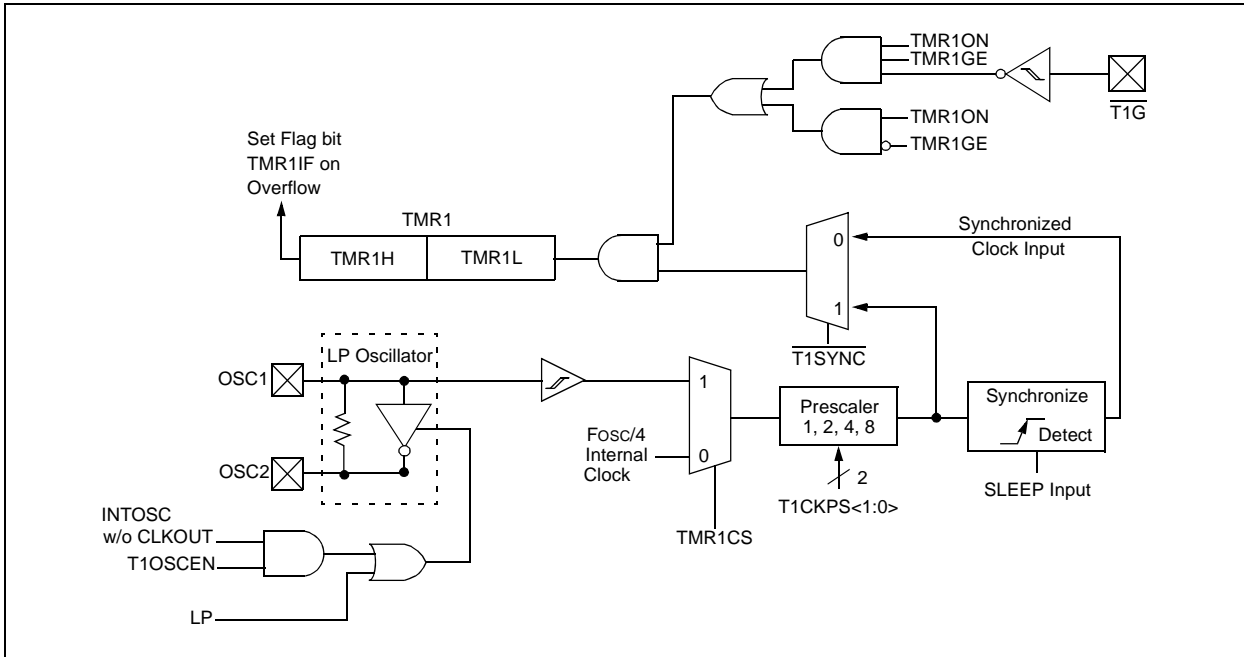 TMR1ON
TMR1GE
T1G
TMR1ON
TMR1GE
Set Flag bit
TMR1IF on
Overflow
TMR1
TMR1H
TMR1L
0
1
Synchronized
Clock Input
T1SYNC
LP Oscillator
OSC1
OSC2
1
0
FOSC/4
Internal
Clock
TMR1CS
Prescaler
1, 2, 4, 8
2
T1CKPS<1:0>
Synchronize
Detect
SLEEP Input
INTOSC
w/o CLKOUT
T1OSCEN
LP